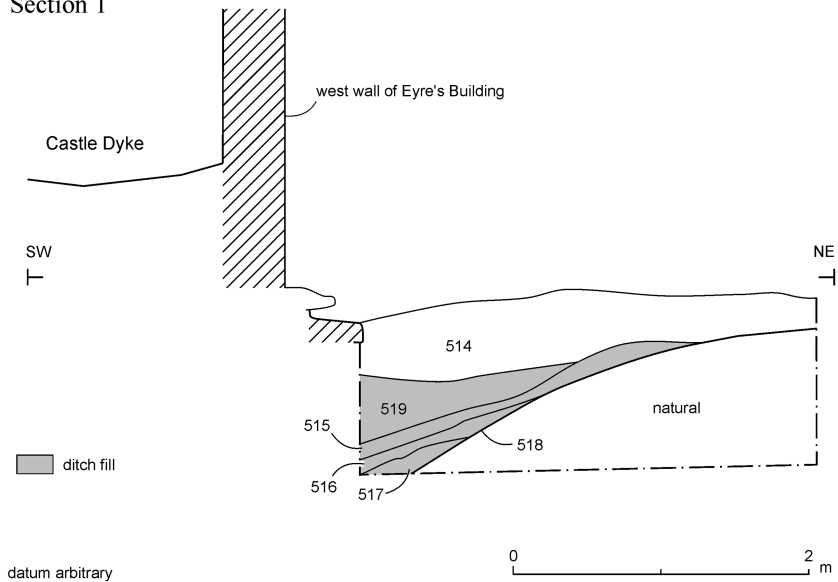 Section 1
west wall of Eyre's Building
Castle Dyke
SW
NE
514
519
natural
515
518
ditch fill
516
517
0
2
m
datum arbitrary